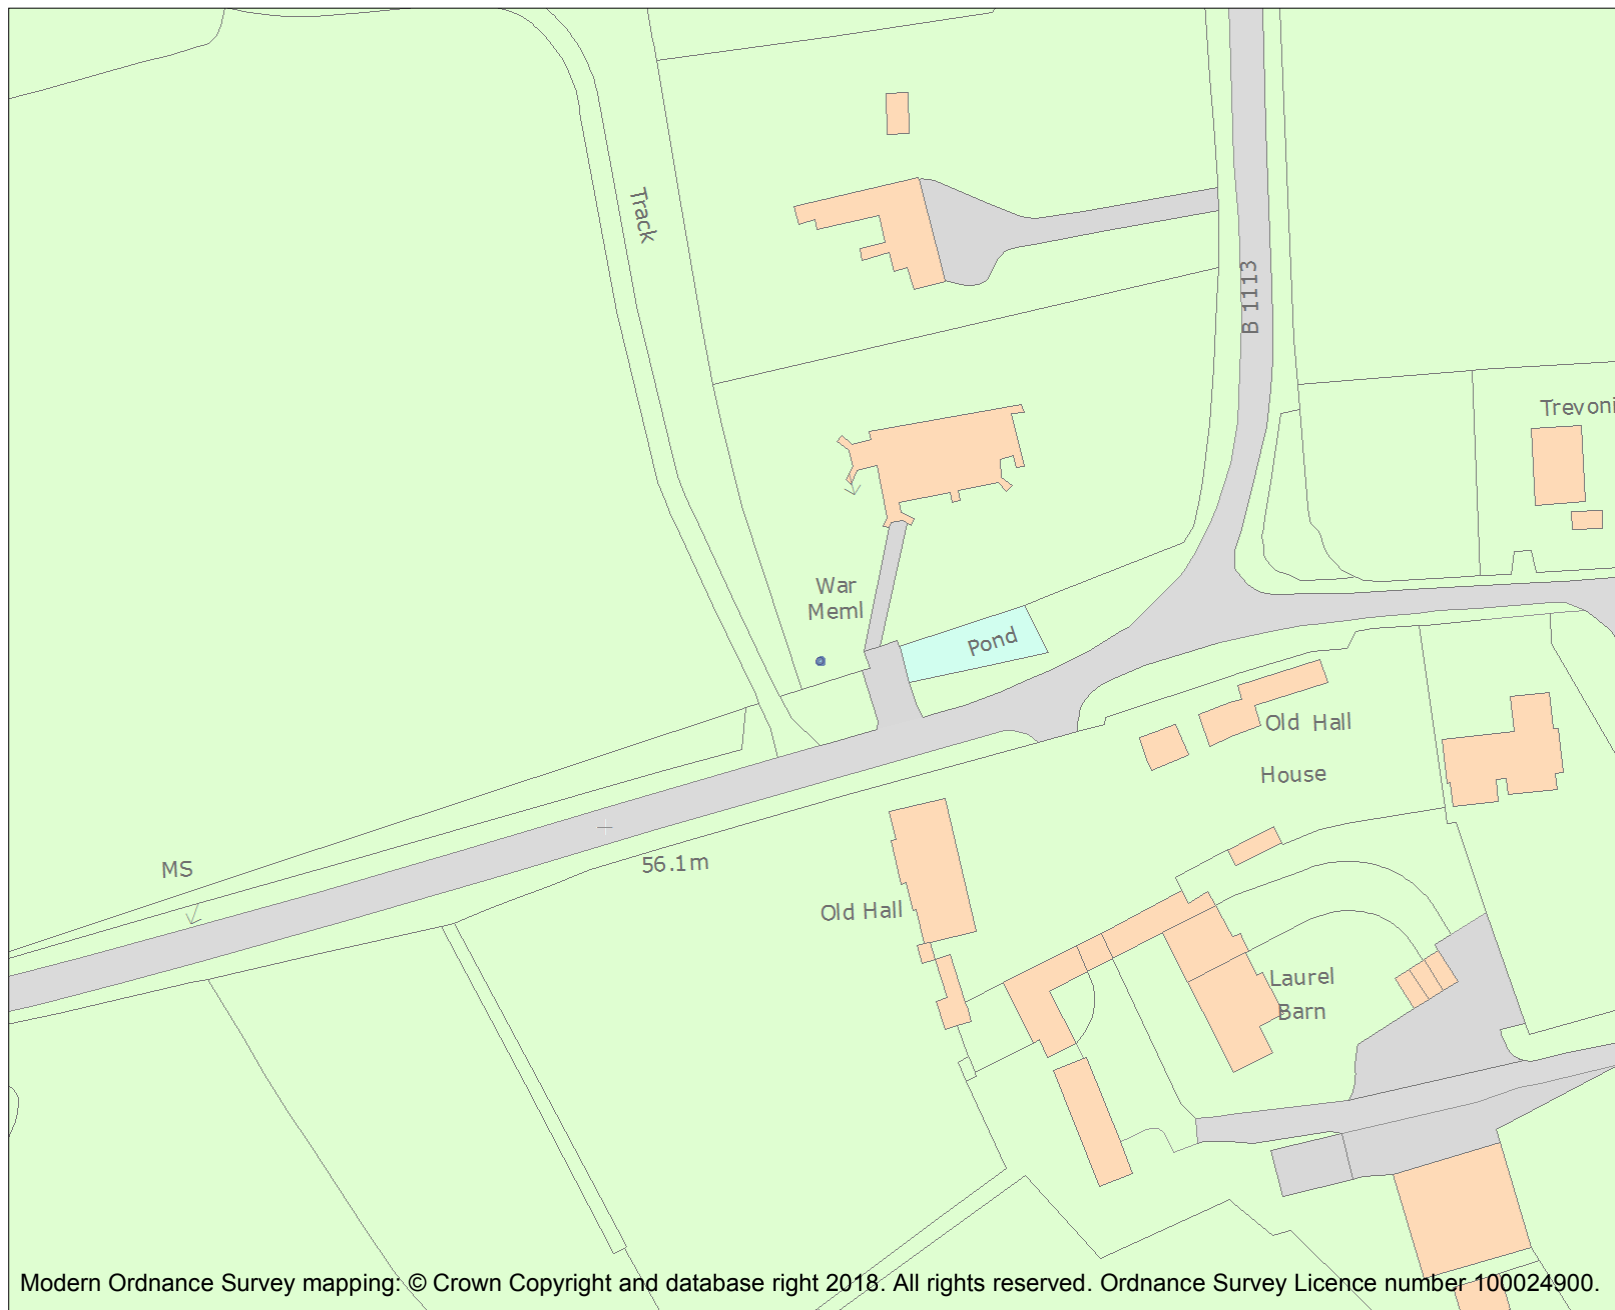 Track
B 1113
Trevoni
War
Meml
Pond
Old Hall
House
MS
56.1m
Old Hall
Laurel
Barn
Modern Ordnance Survey mapping: © Crown Copyright and database right 2018. All rights reserved. Ordnance Survey Licence number 100024900.